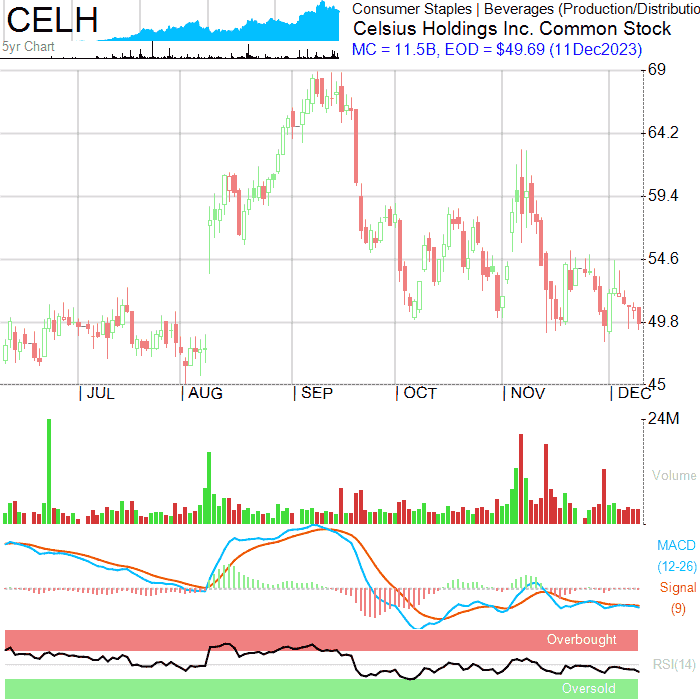 CELH
5yr Chart
Consumer Staples | Beverages (Production/Distributio
Celsius Holdings Inc. Common Stock
MC = 11.5B, EOD = $49.69 (11Dec2023)
69
64.2
59.4
54.6
49.8
45
JUL
AUG
SEP
OCT
NOV
DEC
24M
Volume
MACD
(12-26)
Signal
(9)
Overbought
RSI(14)
Oversold